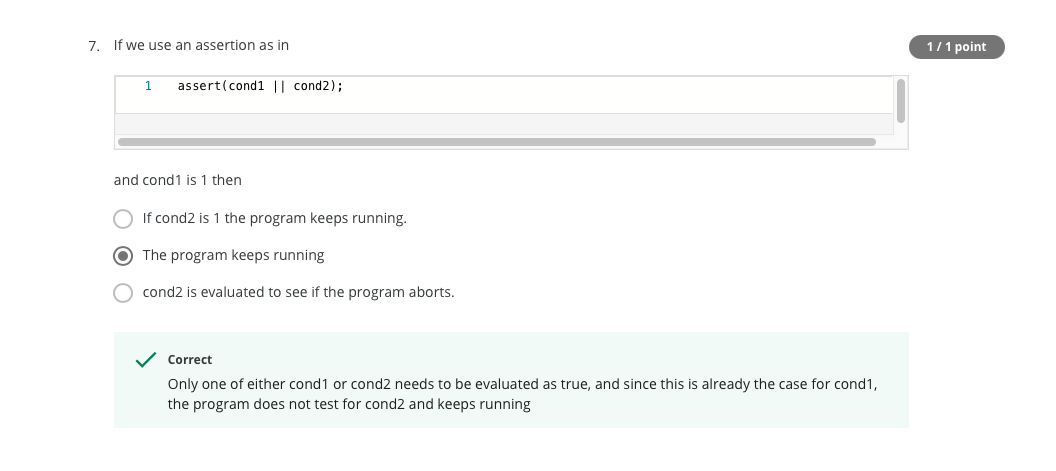 7. If we use an assertion as in
1 / 1 point
1 assert(cond1 || cond2);
and cond1 is 1 then
If cond2 is 1 the program keeps running.
The program keeps running
cond2 is evaluated to see if the program aborts.
Correct
Only one of either cond1 or cond2 needs to be evaluated as true, and since this is already the case for cond1,
the program does not test for cond2 and keeps running